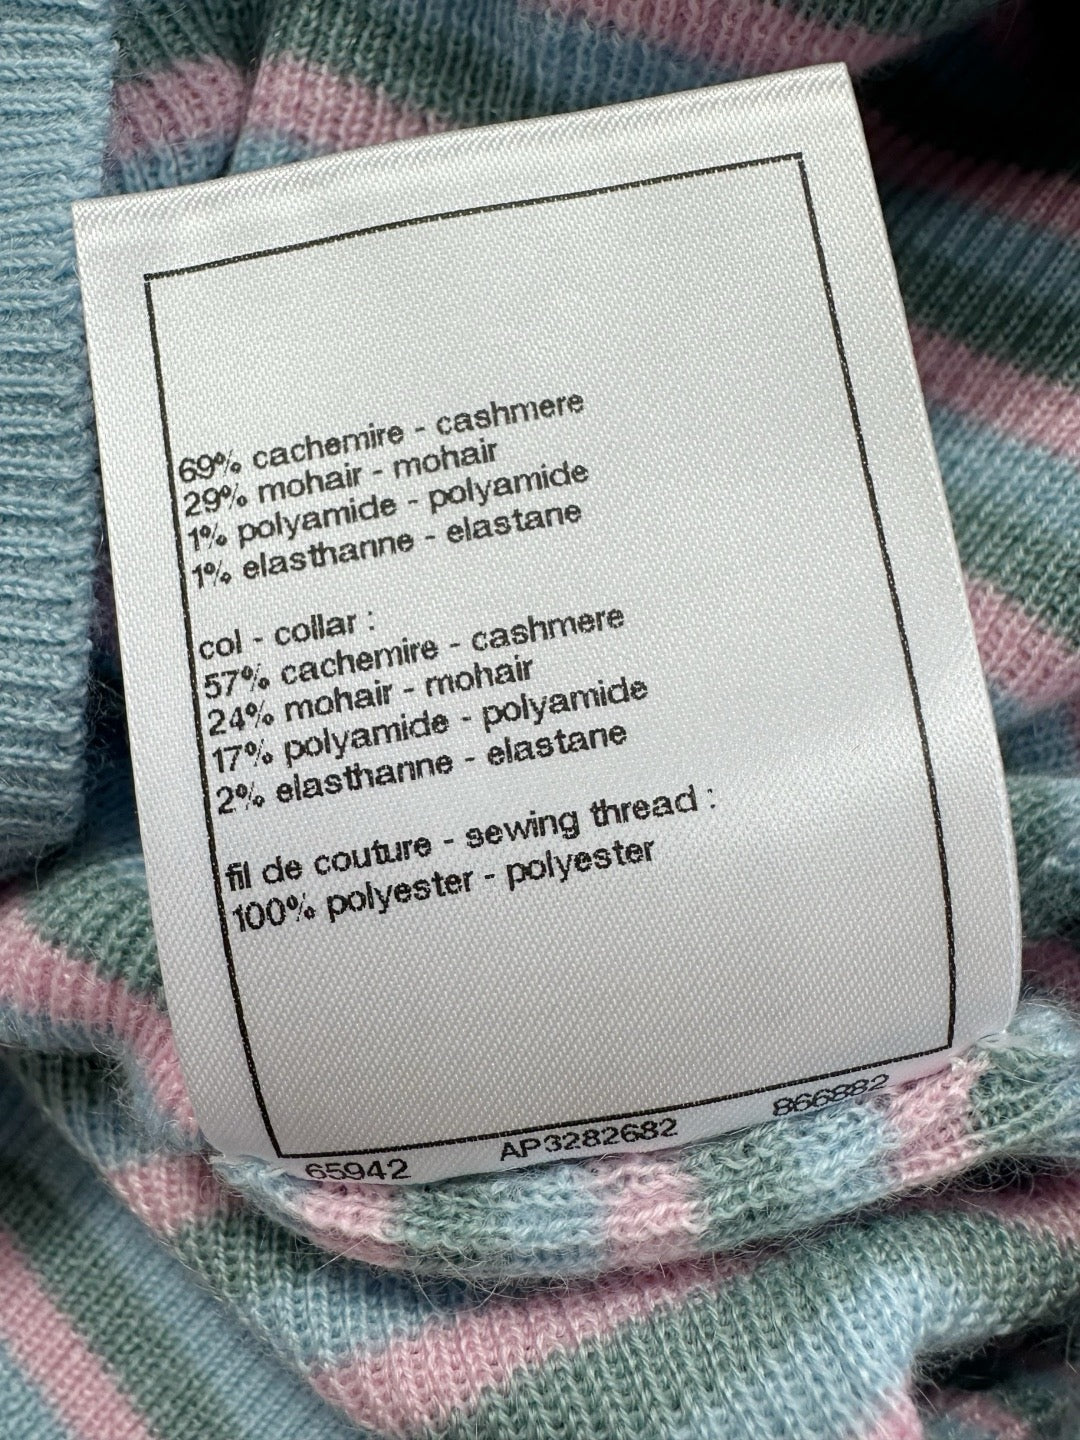 69% cachemire - cashmere
29% mohair - mohair
1% polyamide - polyamide
1% elasthanne - elastane
col - collar :
57% cachemire - cashmere
24% mohair - mohair
17% polyamide - polyamide
2% elasthanne - elastane
fil de couture - sewing thread :
100% polyester - polyester
65942 AP3282682 866882